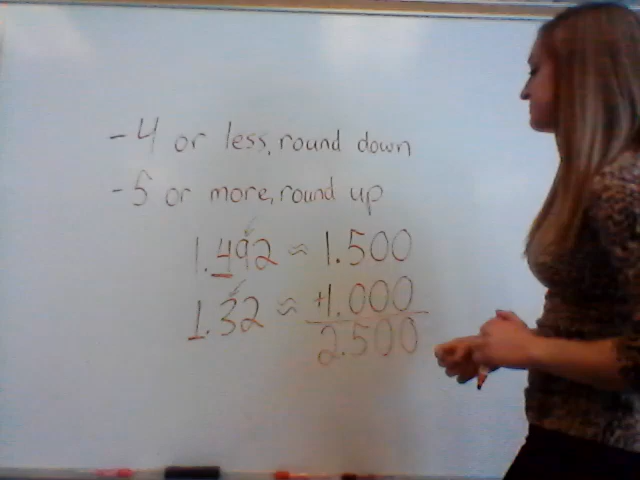 -4 or less, round down
-5 or more, round up
1.492 ≈ 1.500
1.32 ≈ +1.000
2.500